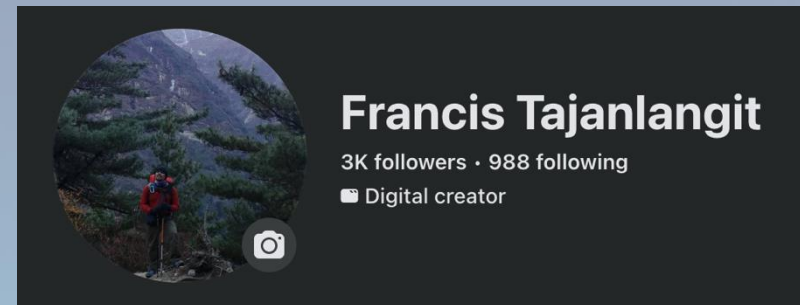 Francis Tajanlangit
3K followers • 988 following
Digital creator